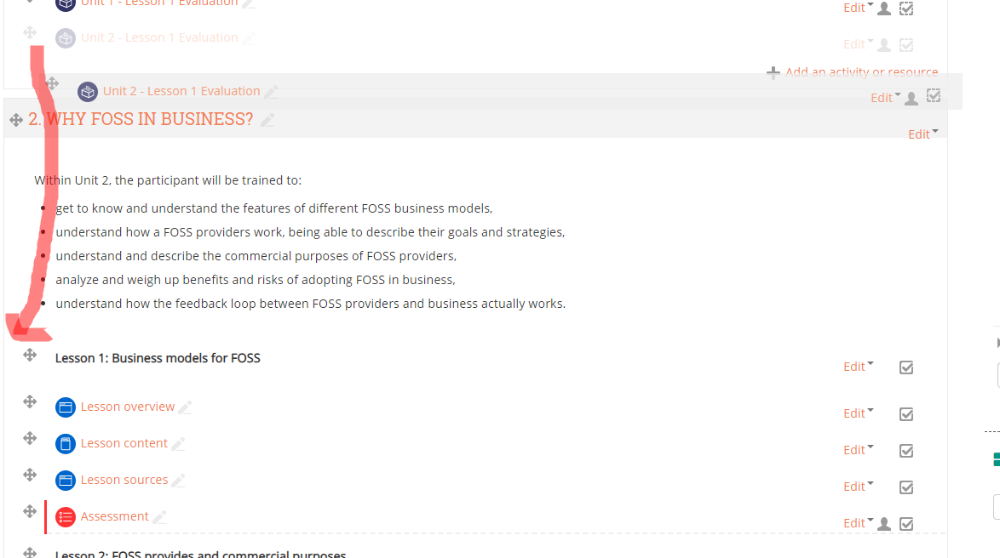 Unit 1 - Lesson 1 Evaluation Edit
Unit 2 - Lesson 1 Evaluation Edit
Add an activity or resource
Unit 2 - Lesson 1 Evaluation Edit
2. WHY FOSS IN BUSINESS?
Edit
Within Unit 2, the participant will be trained to:
get to know and understand the features of different FOSS business models,
understand how a FOSS providers work, being able to describe their goals and strategies,
understand and describe the commercial purposes of FOSS providers,
analyze and weigh up benefits and risks of adopting FOSS in business,
understand how the feedback loop between FOSS providers and business actually works.
Lesson 1: Business models for FOSS Edit
Lesson overview Edit
Lesson content Edit
Lesson sources Edit
Assessment Edit
Lesson 2: FOSS provides and commercial purposes